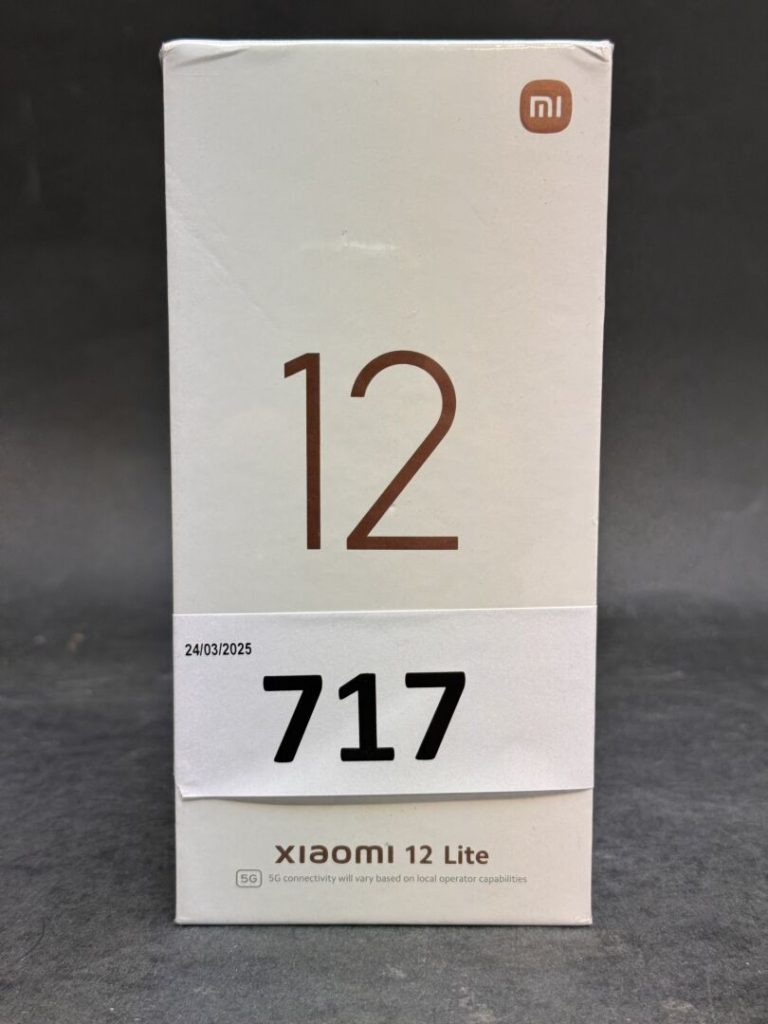 mi
12
24/03/2025
717
xiaomi 12 Lite
5G 5G connectivity will vary based on local operator capabilities